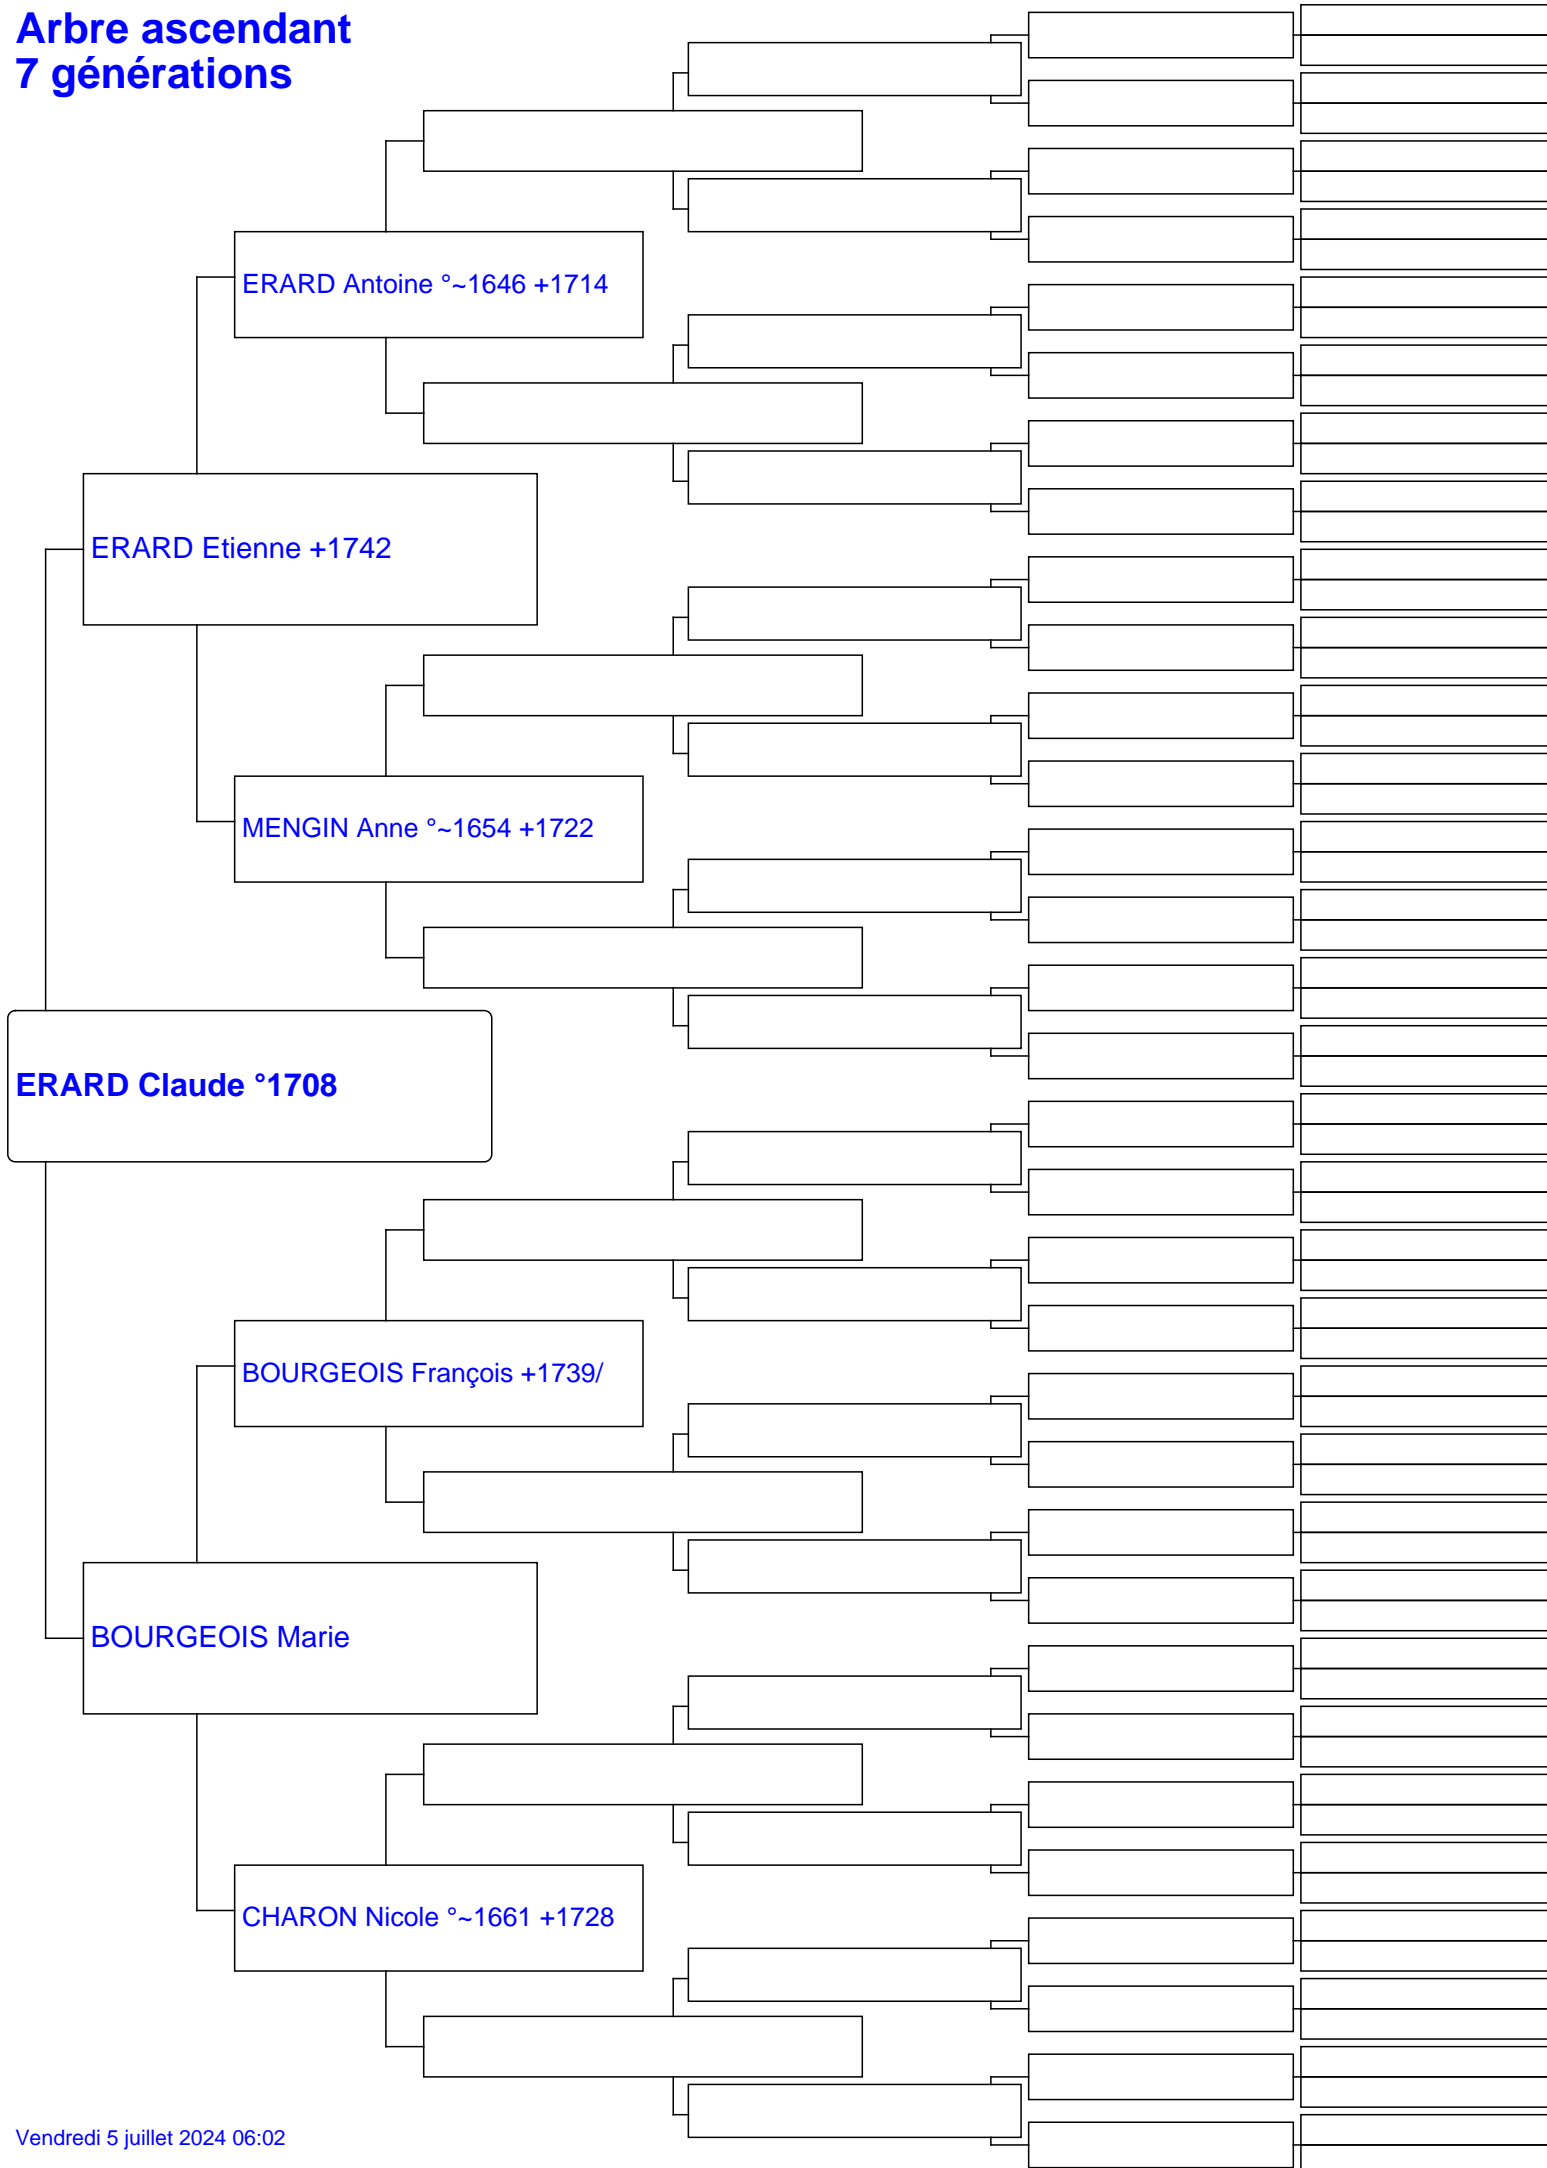 Arbre ascendant
7 générations
ERARD Antoine °~1646 +1714
ERARD Etienne +1742
MENGIN Anne °~1654 +1722
ERARD Claude °1708
BOURGEOIS François +1739/
BOURGEOIS Marie
CHARON Nicole °~1661 +1728
Vendredi 5 juillet 2024 06:02